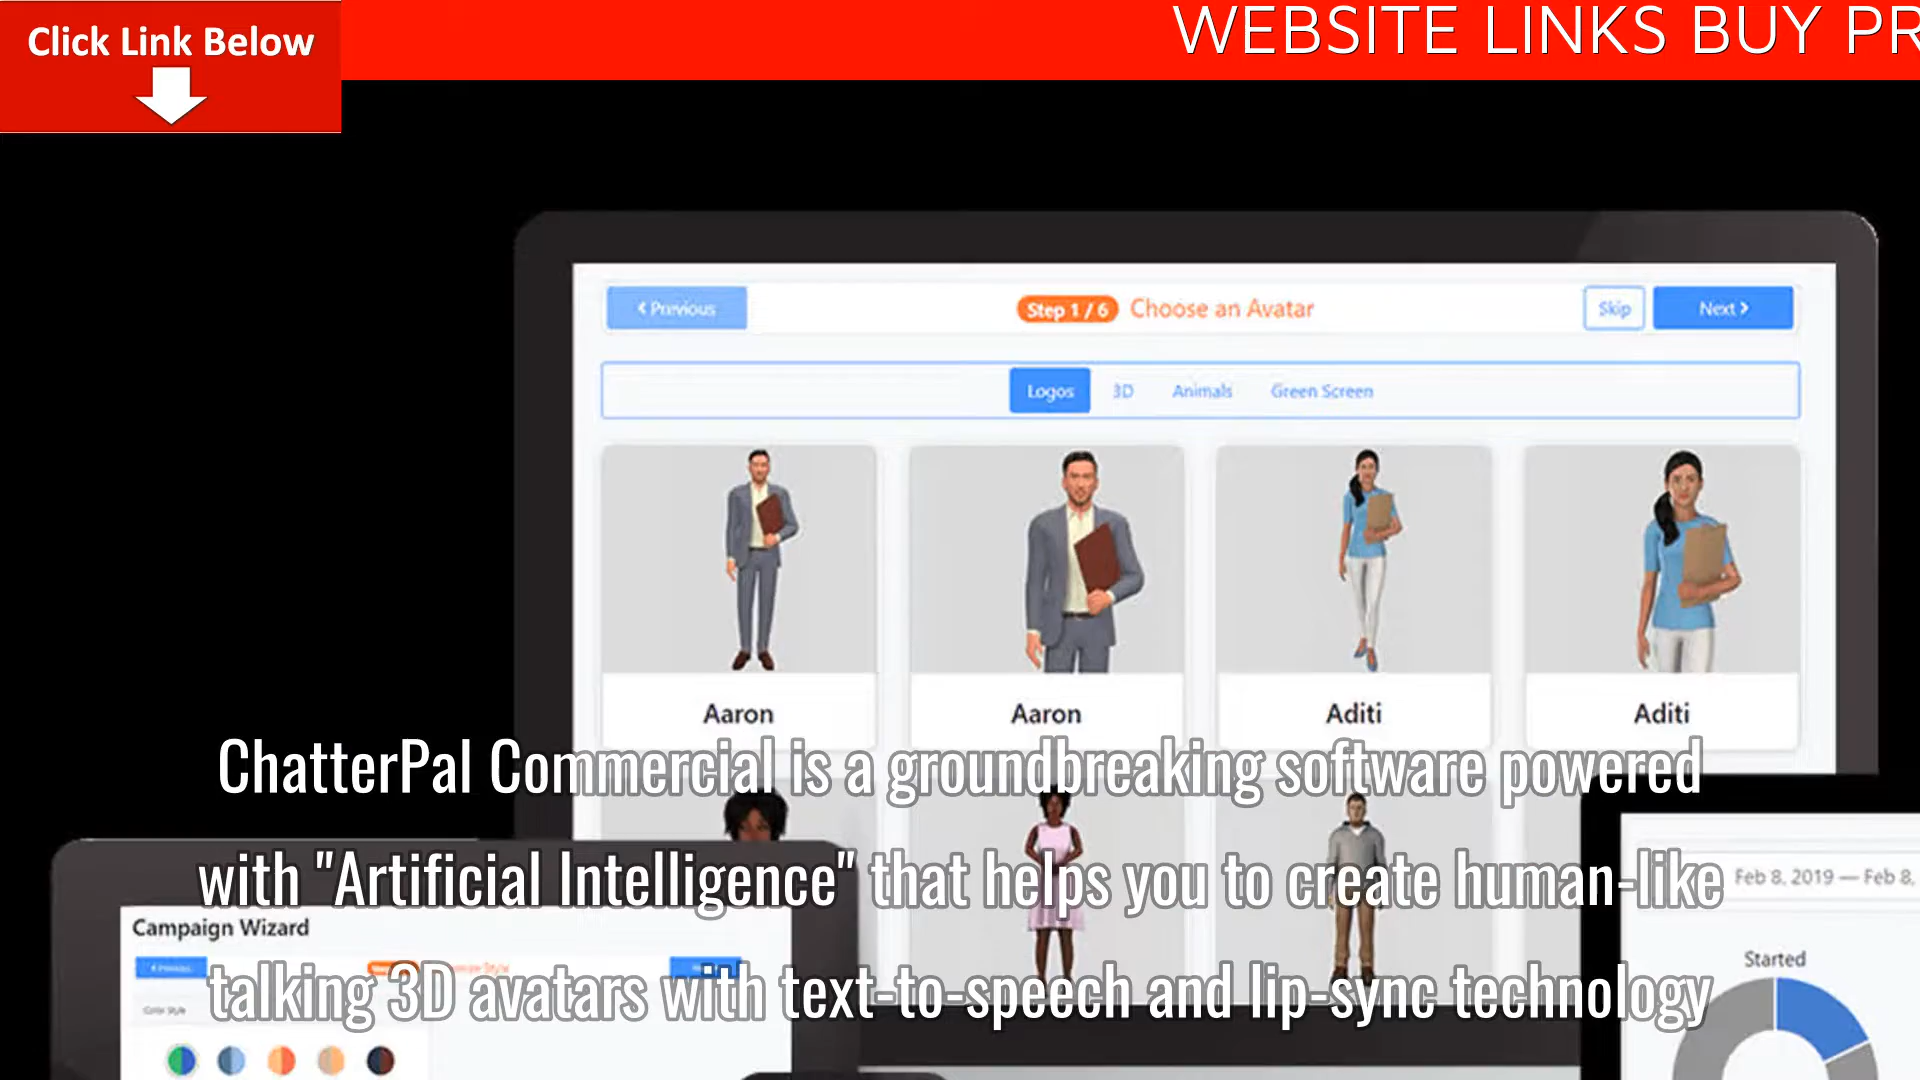 Click Link Below
WEBSITE LINKS BUY PR
Previous
Step 1 / 6 Choose an Avatar
Skip
Next
Logos 3D Animals Green Screen
Aaron Aaron Aditi Aditi
ChatterPal Commercial is a groundbreaking software powered
with "Artificial Intelligence" that helps you to create human-like
talking 3D avatars with text-to-speech and lip-sync technology
Campaign Wizard
Previous
Color Style
Feb 8, 2019 — Feb 8,
Started